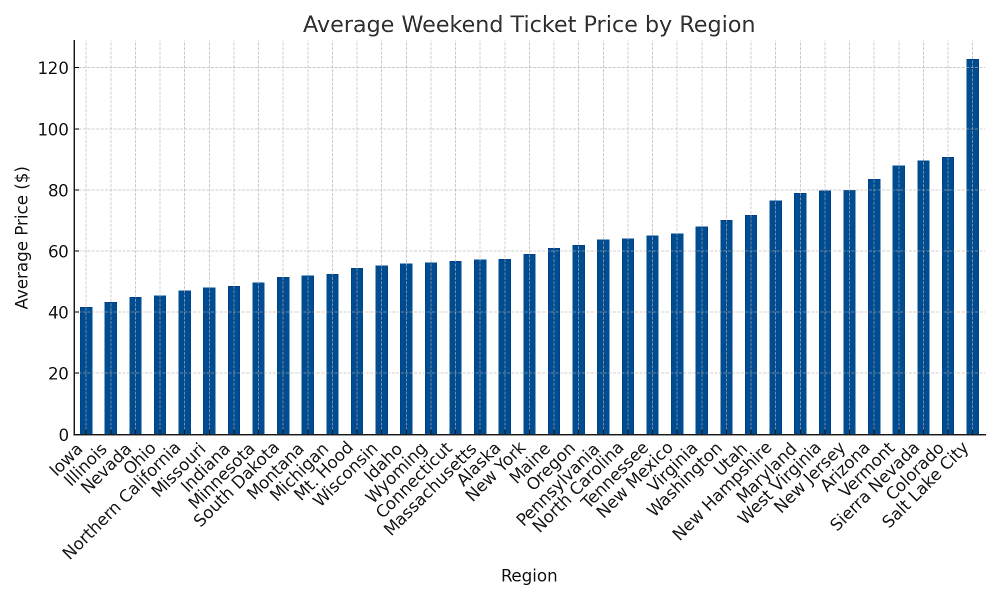 Average Weekend Ticket Price by Region
Average Price ($)
120
100
80
60
40
20
0
Iowa
Illinois
Nevada
Ohio
Northern California
Missouri
Indiana
Minnesota
South Dakota
Montana
Michigan
Mt. Hood
Wisconsin
Idaho
Wyoming
Connecticut
Massachusetts
Alaska
New York
Maine
Oregon
Pennsylvania
North Carolina
Tennessee
New Mexico
Virginia
Washington
Utah
New Hampshire
Maryland
West Virginia
New Jersey
Arizona
Vermont
Sierra Nevada
Colorado
Salt Lake City
Region